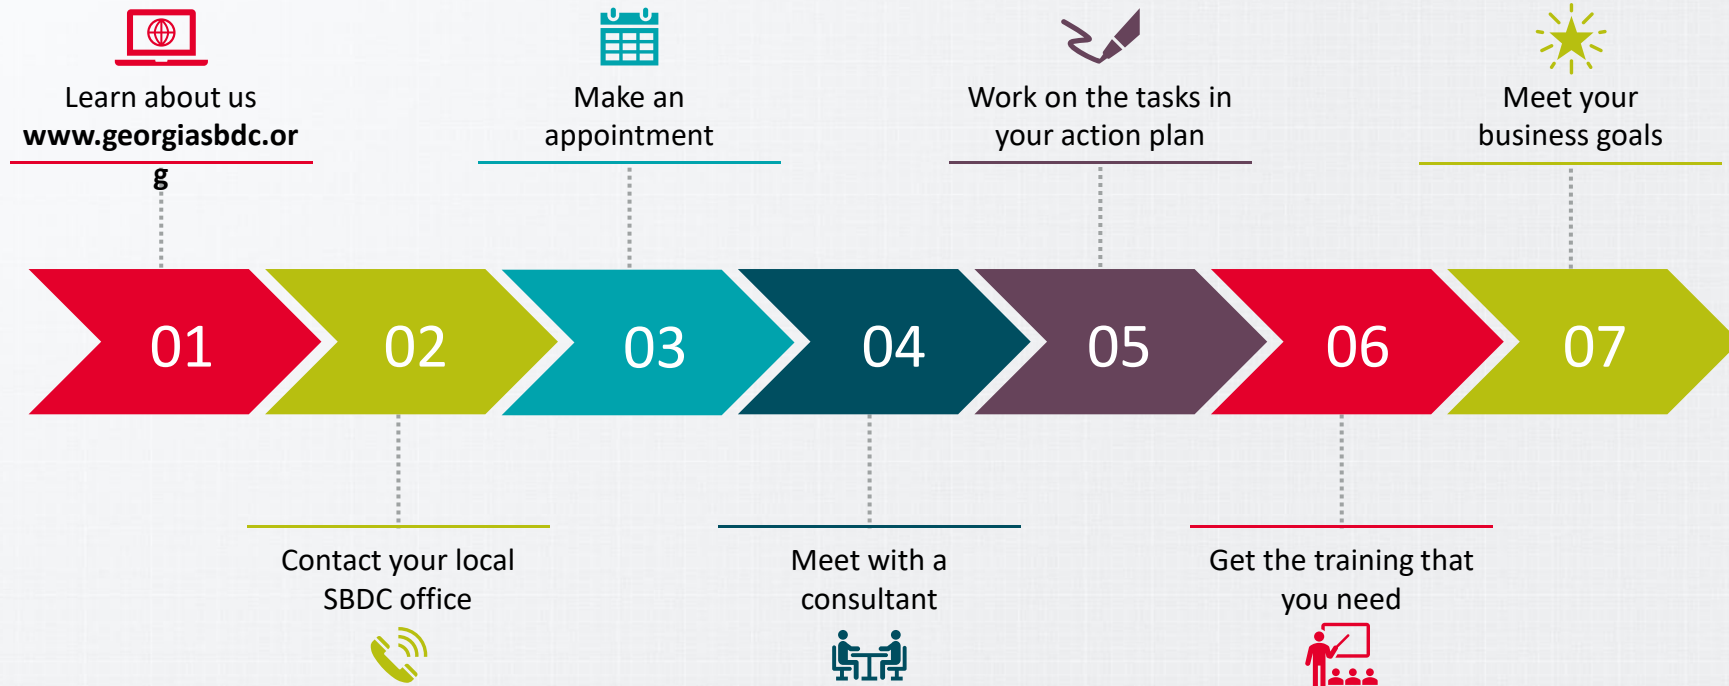 Learn about us
www.georgiasbdc.or
g
Make an
appointment
Work on the tasks in
your action plan
Meet your
business goals
01
02
03
04
05
06
07
Contact your local
SBDC office
Meet with a
consultant
Get the training that
you need